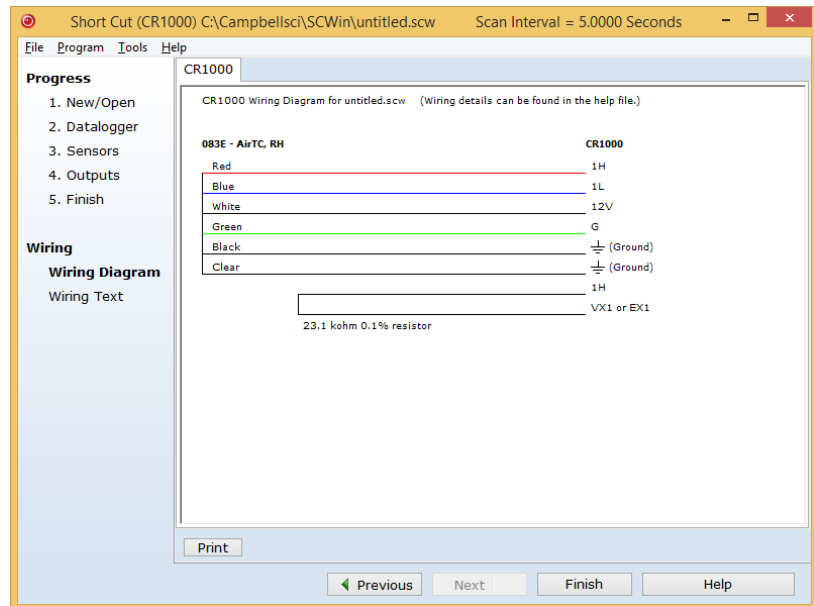 Short Cut (CR1000) C:\Campbellsci\SCWin\untitled.scw Scan Interval = 5.0000 Seconds
File Program Tools Help
Progress
1. New/Open
2. Datalogger
3. Sensors
4. Outputs
5. Finish
Wiring
Wiring Diagram
Wiring Text
CR1000
CR1000 Wiring Diagram for untitled.scw (Wiring details can be found in the help file.)
083E - AirTC, RH CR1000
Red 1H
Blue 1L
White 12V
Green G
Black (Ground)
Clear (Ground)
1H
VX1 or EX1
23.1 kohm 0.1% resistor
Print
Previous Next Finish Help